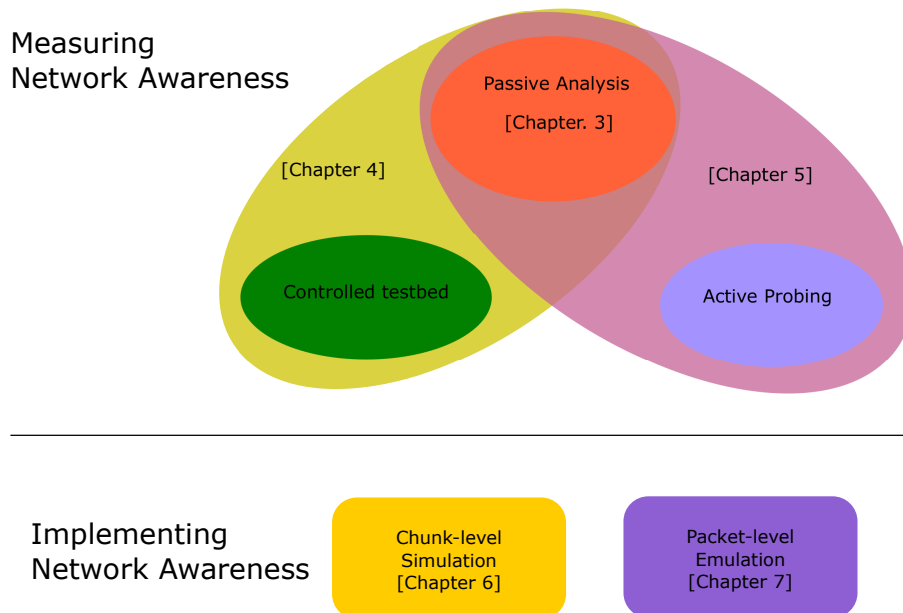 Measuring
Network Awareness
Passive Analysis
[Chapter. 3]
[Chapter 4]
[Chapter 5]
Controlled testbed
Active Probing
Implementing
Network Awareness
Chunk-level
Simulation
[Chapter 6]
Packet-level
Emulation
[Chapter 7]